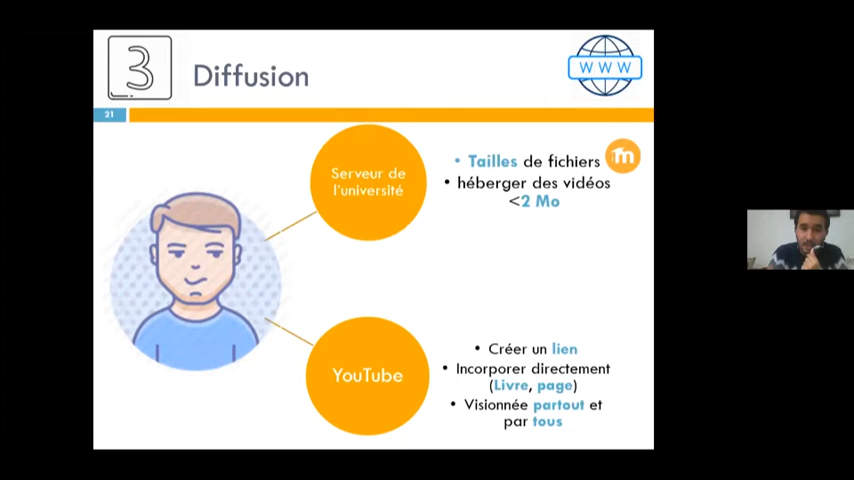 3
Diffusion
WWW
21
Serveur de
l'université
• Tailles de fichiers
m
• héberger des vidéos
<2 Mo
YouTube
• Créer un lien
• Incorporer directement
(Livre, page)
• Visionnée partout et
par tous